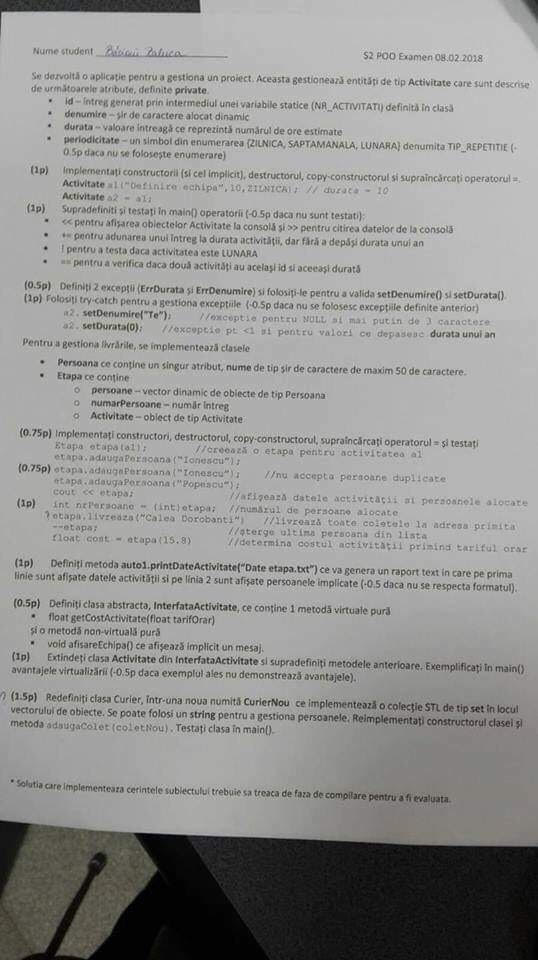 Nume student
S2 POO Examen 08.02.2018
Se dezvoltă o aplicație pentru a gestiona un proiect. Aceasta gestionează entități de tip Activitate care sunt descrise
de următoarele atribute, definite private.
• id – întreg generat prin intermediul unei variabile statice (NR_ACTIVITATI) definită în clasă
• denumire – șir de caractere alocat dinamic
• durata – valoare întreagă ce reprezintă numărul de ore estimate
• periodicitate – un simbol din enumerarea {ZILNICA, SAPTAMANALA, LUNARA} denumita TIP_REPETITIE (-
0.5p daca nu se folosește enumerare)
(1p) Implementați constructorii (si cel implicit), destructorul, copy-constructorul si supraîncărcați operatorul =.
Activitate a1("Definire echipa",10,ZILNICA); // durata = 10
Activitate a2 = a1;
(1p) Supradefiniți și testați în main() operatorii (-0.5p daca nu sunt testati):
• << pentru afișarea obiectelor Activitate la consolă și >> pentru citirea datelor de la consolă
• += pentru adunarea unui întreg la durata activității, dar fără a depăși durata unui an
• ! pentru a testa daca activitatea este LUNARA
• == pentru a verifica daca două activități au același id si aceeași durată
(0.5p) Definiți 2 excepții (ErrDurata și ErrDenumire) si folosiți-le pentru a valida setDenumire() si setDurata().
(1p) Folosiți try-catch pentru a gestiona excepțiile (-0.5p daca nu se folosesc excepțiile definite anterior)
a2. setDenumire("Te"); //exceptie pentru NULL si mai putin de 3 caractere
a2. setDurata(0); //exceptie pt <1 si pentru valori ce depasesc durata unui an
Pentru a gestiona livrările, se implementează clasele
• Persoana ce conține un singur atribut, nume de tip șir de caractere de maxim 50 de caractere.
• Etapa ce conține
o persoane – vector dinamic de obiecte de tip Persoana
o numarPersoane – număr întreg
o Activitate – obiect de tip Activitate
(0.75p) Implementați constructori, destructorul, copy-constructorul, supraîncărcați operatorul = și testați
Etapa etapa(a1); //creează o etapa pentru activitatea a1
etapa.adaugaPersoana("Ionescu");
(0.75p) etapa.adaugaPersoana("Ionescu"); //nu accepta persoane duplicate
etapa.adaugaPersoana("Popescu");
cout << etapa; //afișează datele activității si persoanele alocate
(1p) int nrPersoane = (int)etapa; //numărul de persoane alocate
etapa.livreaza("Calea Dorobanti") //livrează toate coletele la adresa primita
--etapa; //șterge ultima persoana din lista
float cost = etapa(15.8) //determina costul activității primind tariful orar
(1p) Definiți metoda auto1.printDateActivitate("Date etapa.txt") ce va genera un raport text in care pe prima
linie sunt afișate datele activității si pe linia 2 sunt afișate persoanele implicate (-0.5 daca nu se respecta formatul).
(0.5p) Definiți clasa abstracta, InterfataActivitate, ce conține 1 metodă virtuale pură
• float getCostActivitate(float tarifOrar)
și o metodă non-virtuală pură
• void afisareEchipa() ce afișează implicit un mesaj.
(1p) Extindeți clasa Activitate din InterfataActivitate si supradefiniți metodele anterioare. Exemplificați în main()
avantajele virtualizării (-0.5p daca exemplul ales nu demonstrează avantajele).
(1.5p) Redefiniți clasa Curier, într-una noua numită CurierNou ce implementează o colecție STL de tip set în locul
vectorului de obiecte. Se poate folosi un string pentru a gestiona persoanele. Reimplementați constructorul clasei și
metoda adaugaColet(coletNou). Testați clasa în main().
* Solutia care implementeaza cerintele subiectului trebuie sa treaca de faza de compilare pentru a fi evaluata.